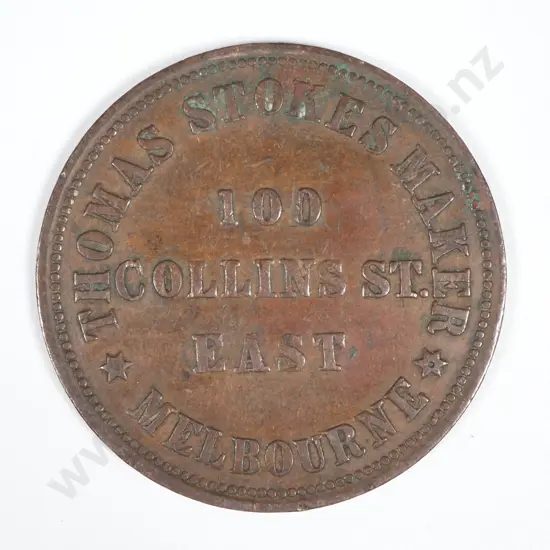 THOMAS STOKES MAKER
100
COLLINS ST.
EAST
MELBOURNE